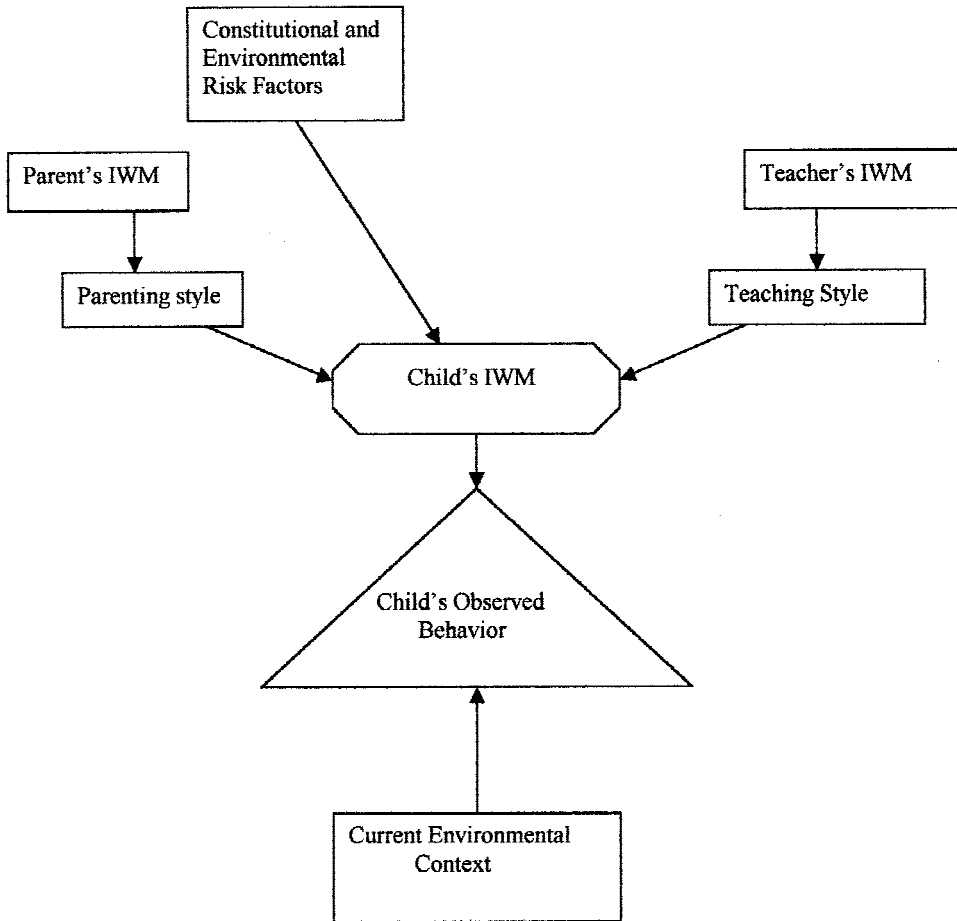 Constitutional and
Environmental
Risk Factors
Parent's IWM
Teacher's IWM
Parenting style
Teaching Style
Child's IWM
Child's Observed
Behavior
Current Environmental
Context